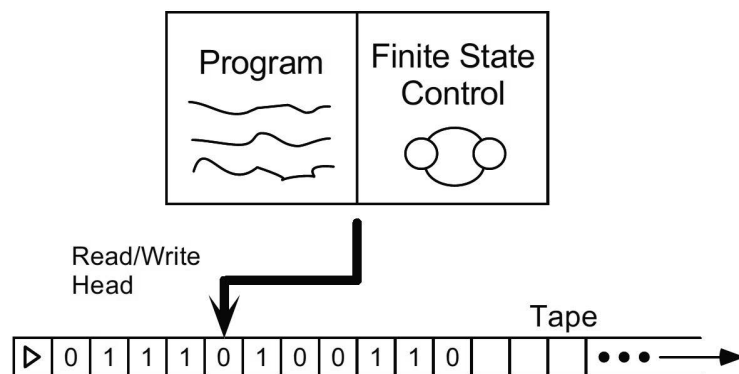 Program
Finite State
Control
Read/Write
Head
Tape
▷ 0 1 1 1 0 1 0 0 1 1 0 •••